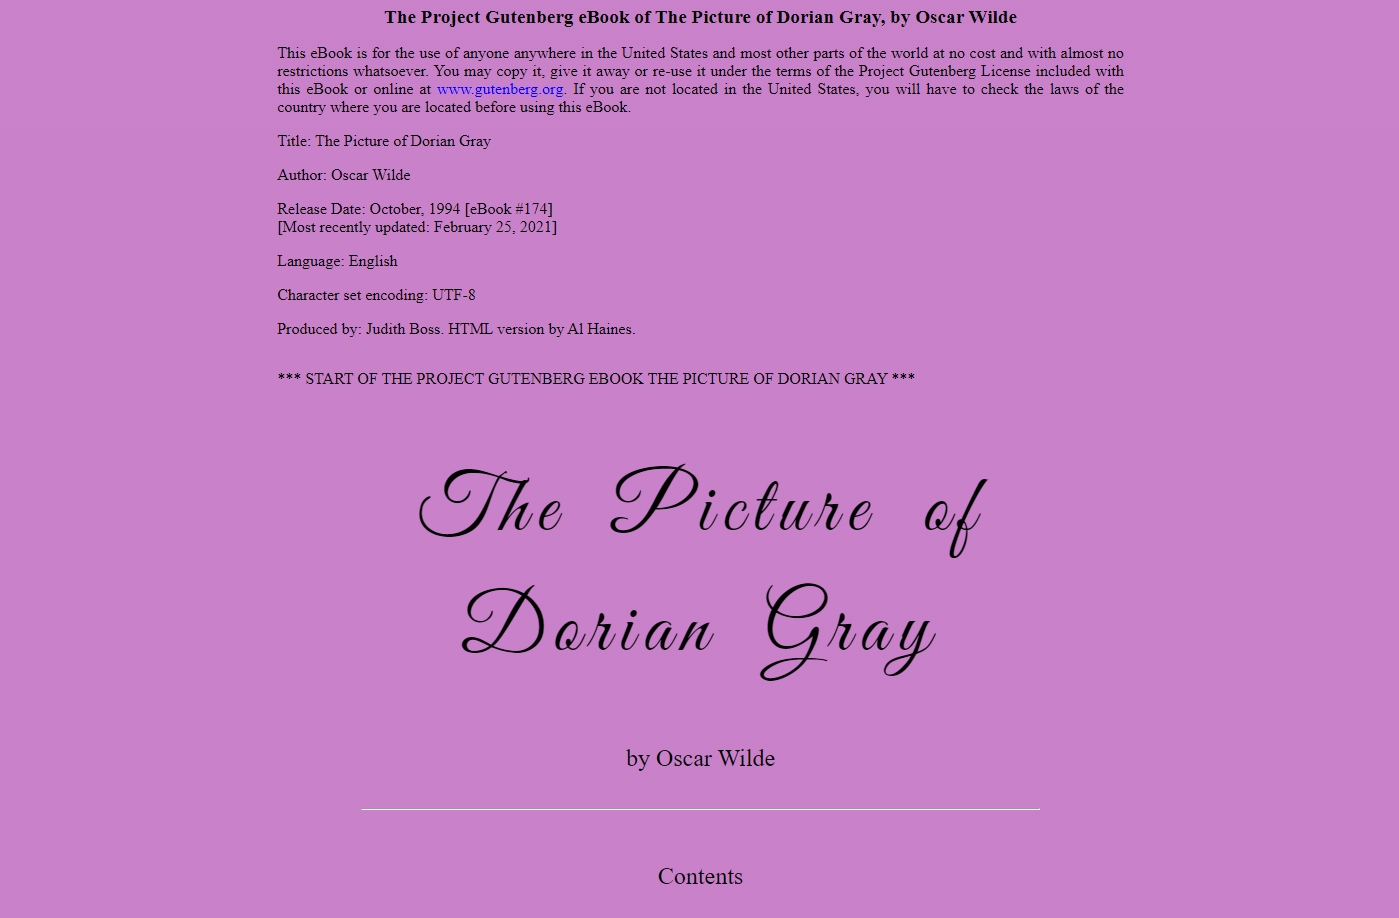 The Project Gutenberg eBook of The Picture of Dorian Gray, by Oscar Wilde
This eBook is for the use of anyone anywhere in the United States and most other parts of the world at no cost and with almost no
restrictions whatsoever. You may copy it, give it away or re-use it under the terms of the Project Gutenberg License included with
this eBook or online at www.gutenberg.org. If you are not located in the United States, you will have to check the laws of the
country where you are located before using this eBook.
Title: The Picture of Dorian Gray
Author: Oscar Wilde
Release Date: October, 1994 [eBook #174]
[Most recently updated: February 25, 2021]
Language: English
Character set encoding: UTF-8
Produced by: Judith Boss. HTML version by Al Haines.
*** START OF THE PROJECT GUTENBERG EBOOK THE PICTURE OF DORIAN GRAY ***
The Picture of
Dorian Gray
by Oscar Wilde
Contents